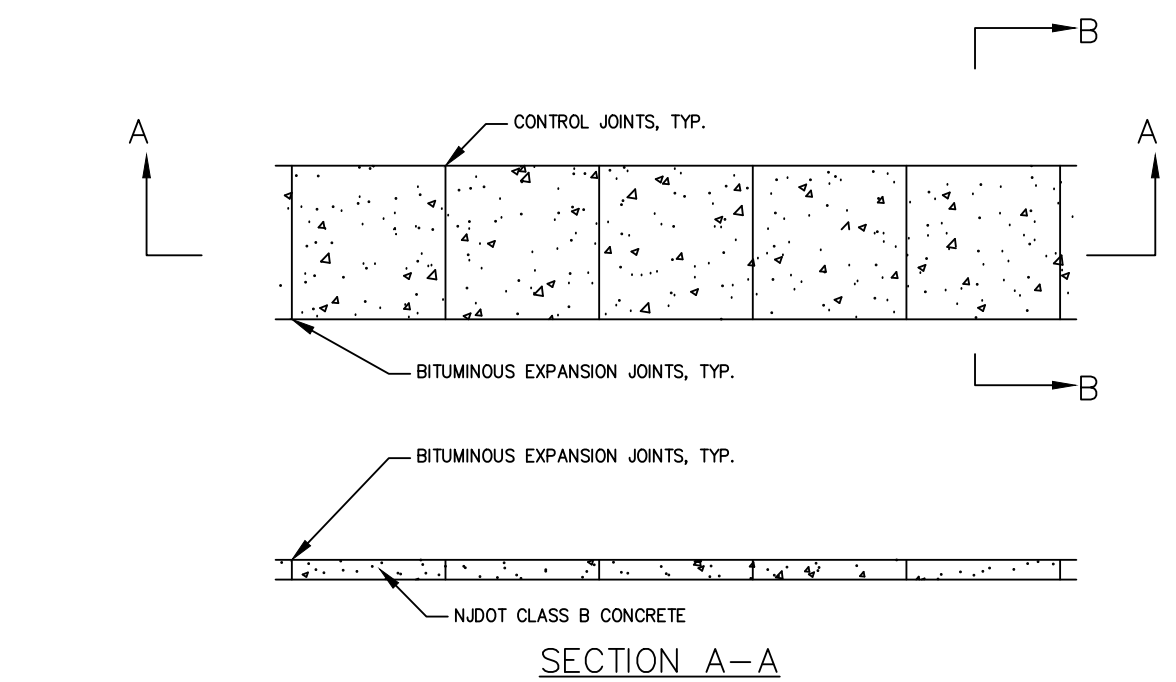 B
CONTROL JOINTS, TYP.
A
A
BITUMINOUS EXPANSION JOINTS, TYP.
B
BITUMINOUS EXPANSION JOINTS, TYP.
NJDOT CLASS B CONCRETE
SECTION A-A